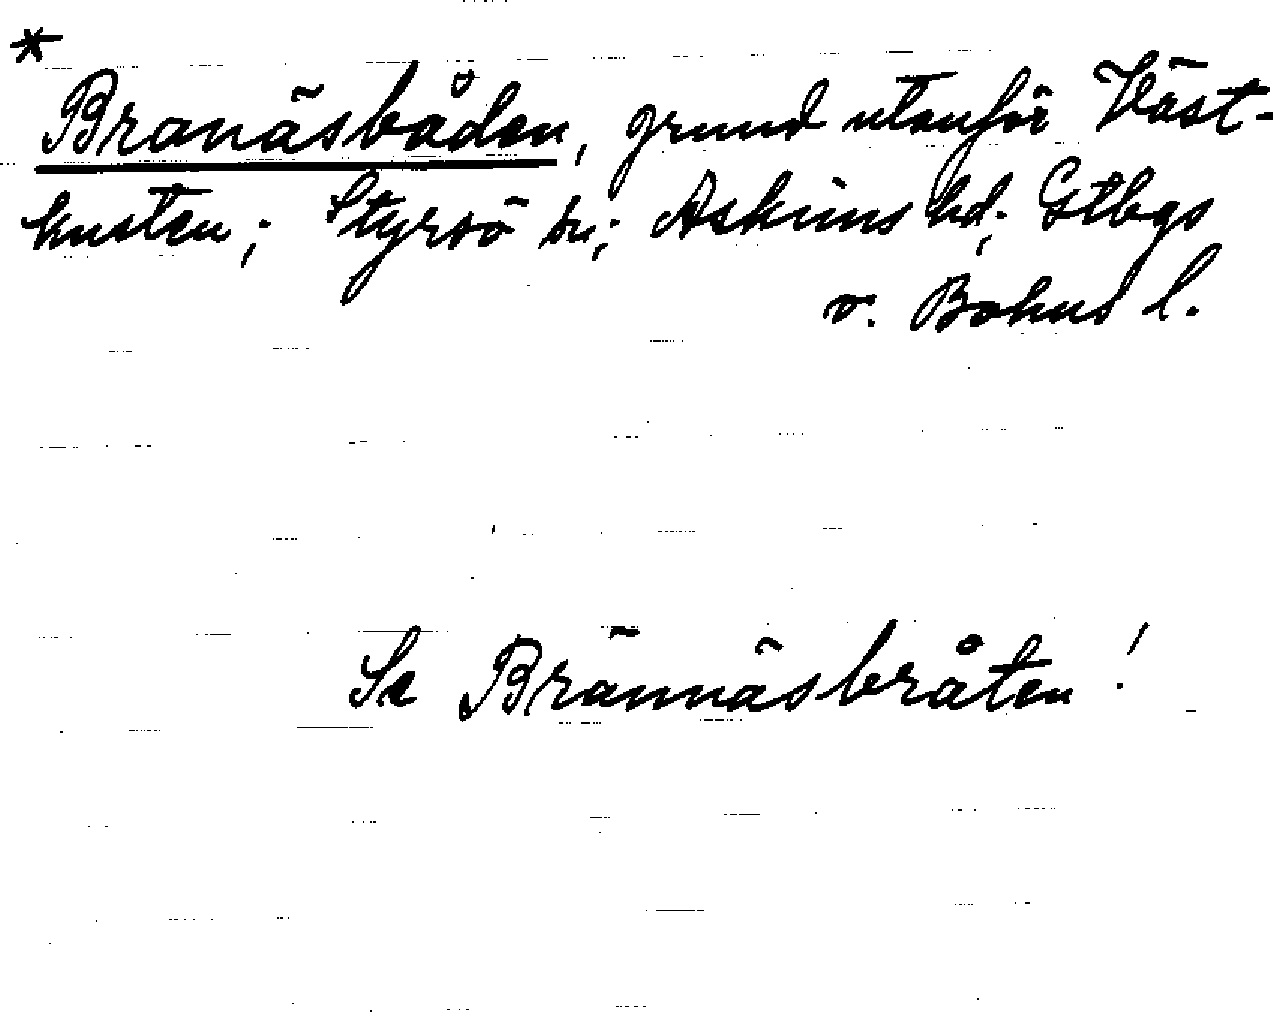 *
Branäsbåden, grund utanför Väst-
kusten; Styrsö sn; Askims hd; Gtbgs
o. Bohus l.
Se Brännäsbråten!